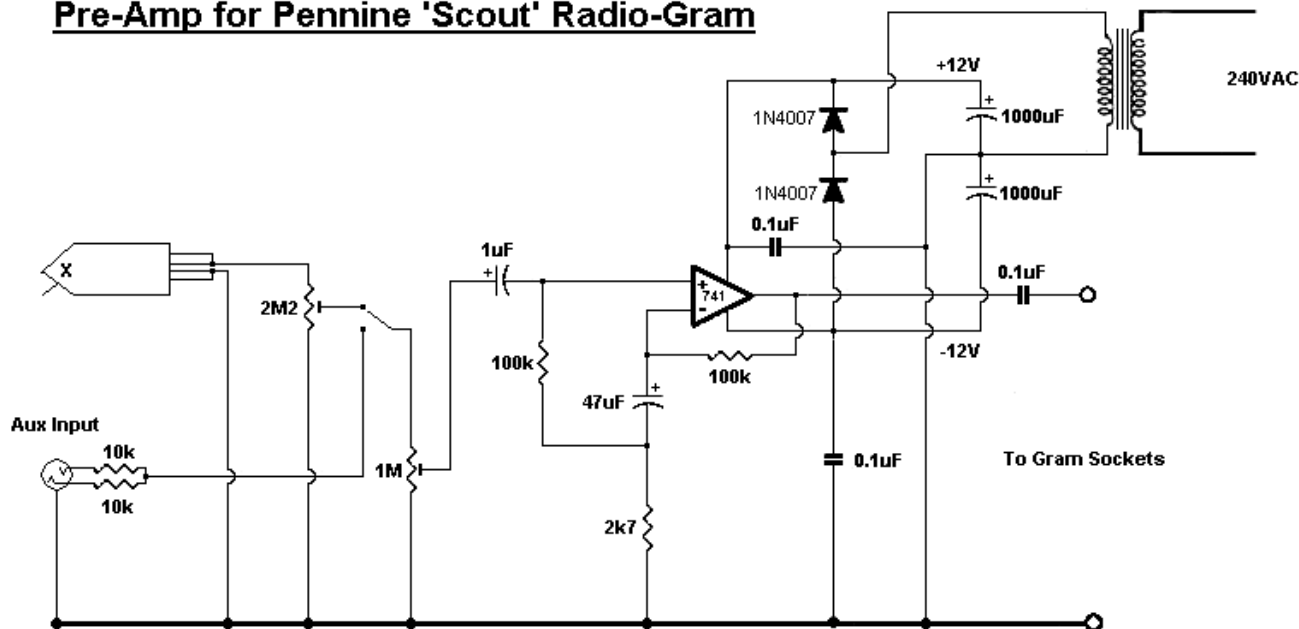 Pre-Amp for Pennine 'Scout' Radio-Gram
+12V
240VAC
1N4007
+
1000uF
+
1N4007
1000uF
0.1uF
X
1uF
+
0.1uF
+
741
-
2M2
-12V
100k
100k
+
47uF
Aux Input
10k
1M
0.1uF
To Gram Sockets
10k
2k7